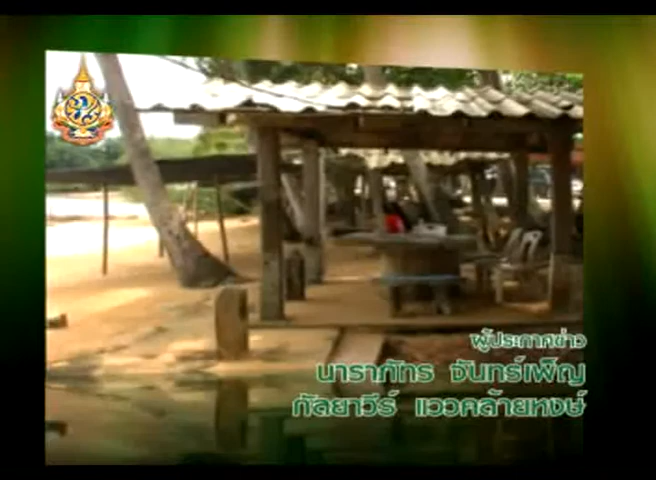 ผู้ประกาศข่าว
นาราภัทร จันทร์เพ็ญ
กัลยาวีร์ แววคล้ายหงษ์